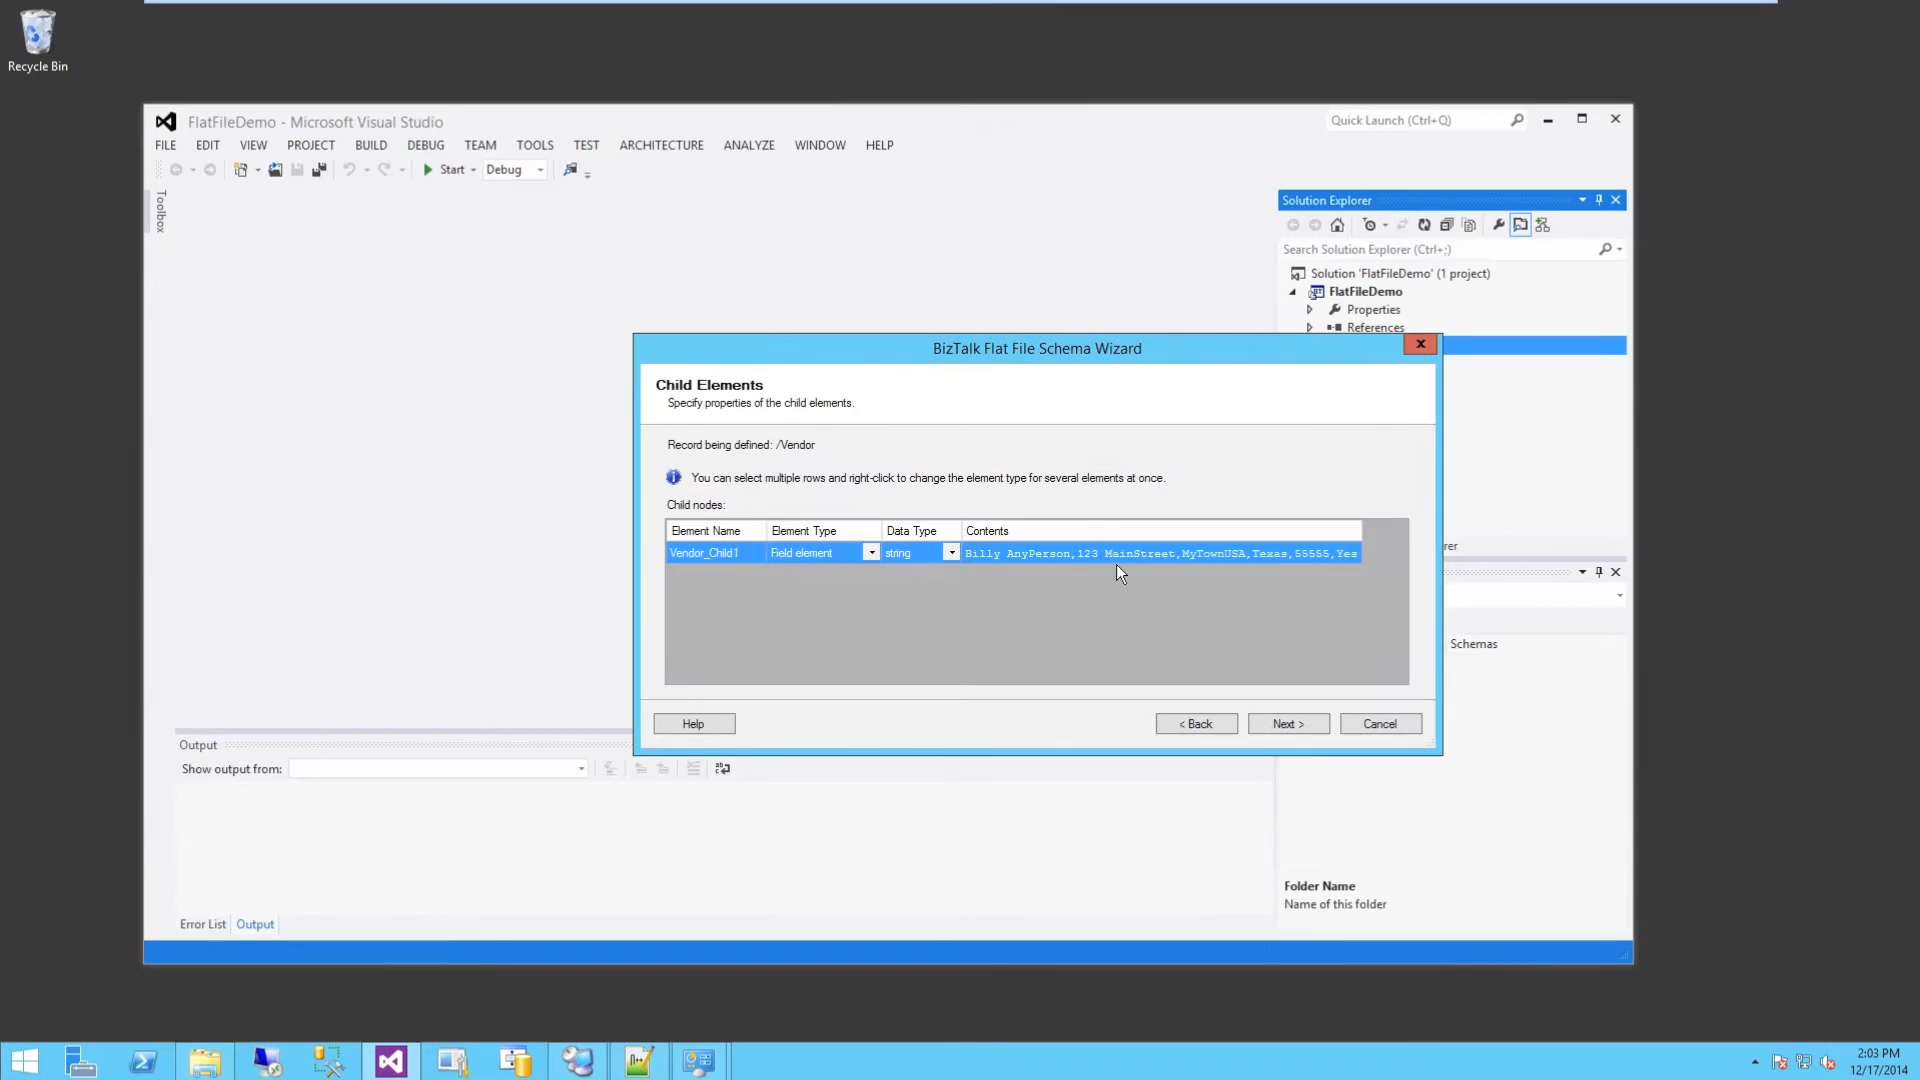 Recycle Bin
FlatFileDemo - Microsoft Visual Studio
Quick Launch (Ctrl+Q)
FILE EDIT VIEW PROJECT BUILD DEBUG TEAM TOOLS TEST ARCHITECTURE ANALYZE WINDOW HELP
Start Debug
Toolbox
Solution Explorer
Search Solution Explorer (Ctrl+;)
Solution 'FlatFileDemo' (1 project)
FlatFileDemo
Properties
References
BizTalk Flat File Schema Wizard
Child Elements
Specify properties of the child elements.
Record being defined: /Vendor
You can select multiple rows and right-click to change the element type for several elements at once.
Child nodes:
Element Name Element Type Data Type Contents
Vendor_Child1 Field element string Billy AnyPerson,123 MainStreet,MyTownUSA,Texas,55555,Yes
rer
Schemas
Help < Back Next > Cancel
Output
Show output from:
Folder Name
Name of this folder
Error List Output
2:03 PM
12/17/2014